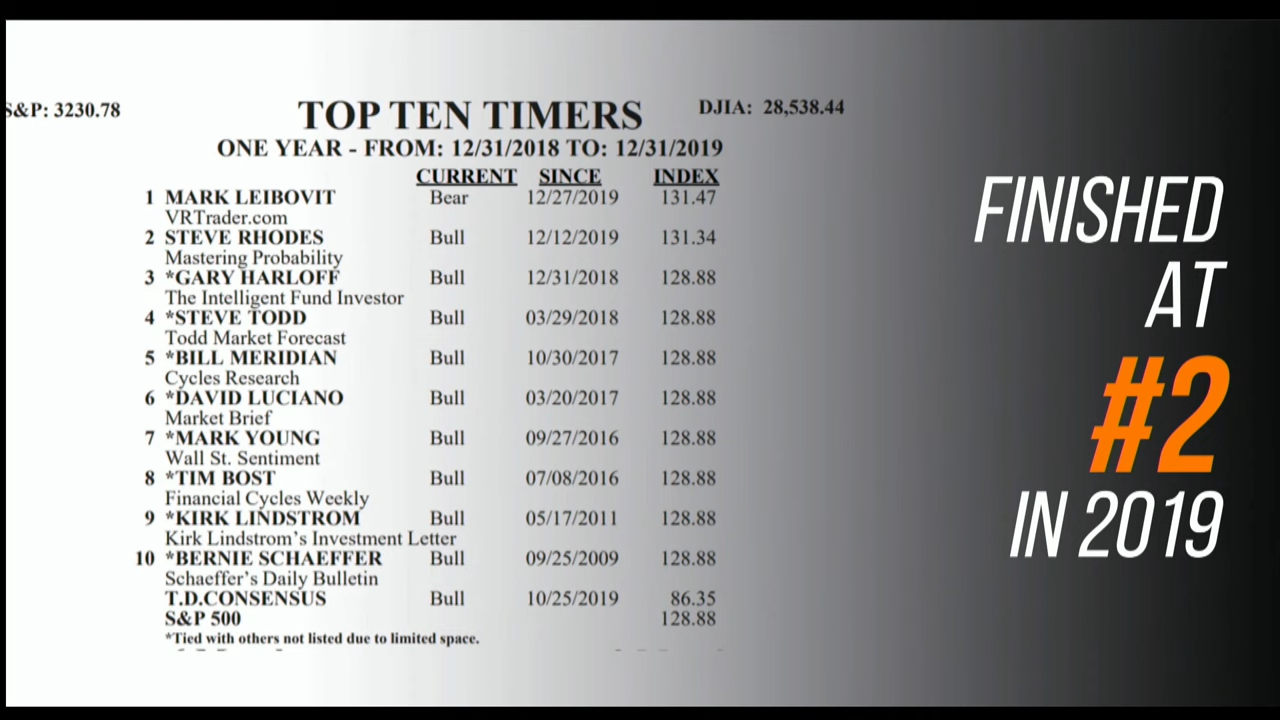 S&P: 3230.78
TOP TEN TIMERS
DJIA: 28,538.44
ONE YEAR - FROM: 12/31/2018 TO: 12/31/2019
CURRENT SINCE INDEX
1 MARK LEIBOVIT Bear 12/27/2019 131.47
VRTrader.com
2 STEVE RHODES Bull 12/12/2019 131.34
Mastering Probability
3 *GARY HARLOFF Bull 12/31/2018 128.88
The Intelligent Fund Investor
4 *STEVE TODD Bull 03/29/2018 128.88
Todd Market Forecast
5 *BILL MERIDIAN Bull 10/30/2017 128.88
Cycles Research
6 *DAVID LUCIANO Bull 03/20/2017 128.88
Market Brief
7 *MARK YOUNG Bull 09/27/2016 128.88
Wall St. Sentiment
8 *TIM BOST Bull 07/08/2016 128.88
Financial Cycles Weekly
9 *KIRK LINDSTROM Bull 05/17/2011 128.88
Kirk Lindstrom's Investment Letter
10 *BERNIE SCHAEFFER Bull 09/25/2009 128.88
Schaeffer's Daily Bulletin
T.D.CONSENSUS Bull 10/25/2019 86.35
S&P 500 128.88
*Tied with others not listed due to limited space.
FINISHED
AT
#2
IN 2019